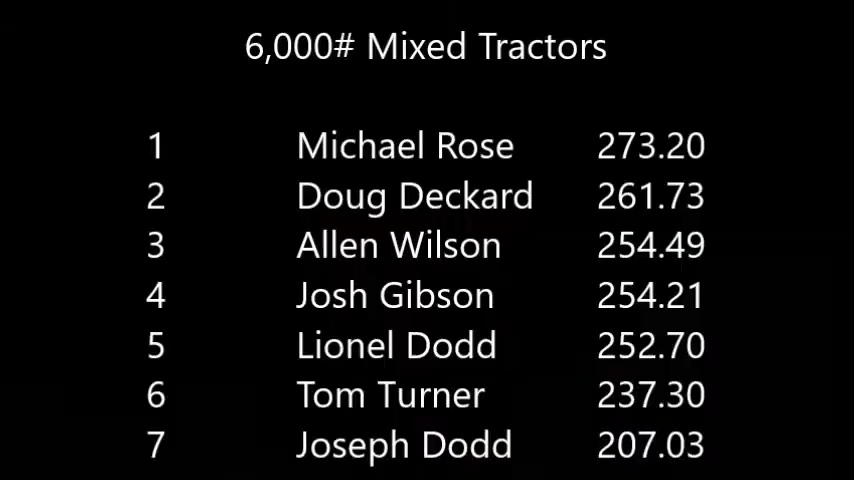 6,000# Mixed Tractors
1 Michael Rose 273.20
2 Doug Deckard 261.73
3 Allen Wilson 254.49
4 Josh Gibson 254.21
5 Lionel Dodd 252.70
6 Tom Turner 237.30
7 Joseph Dodd 207.03